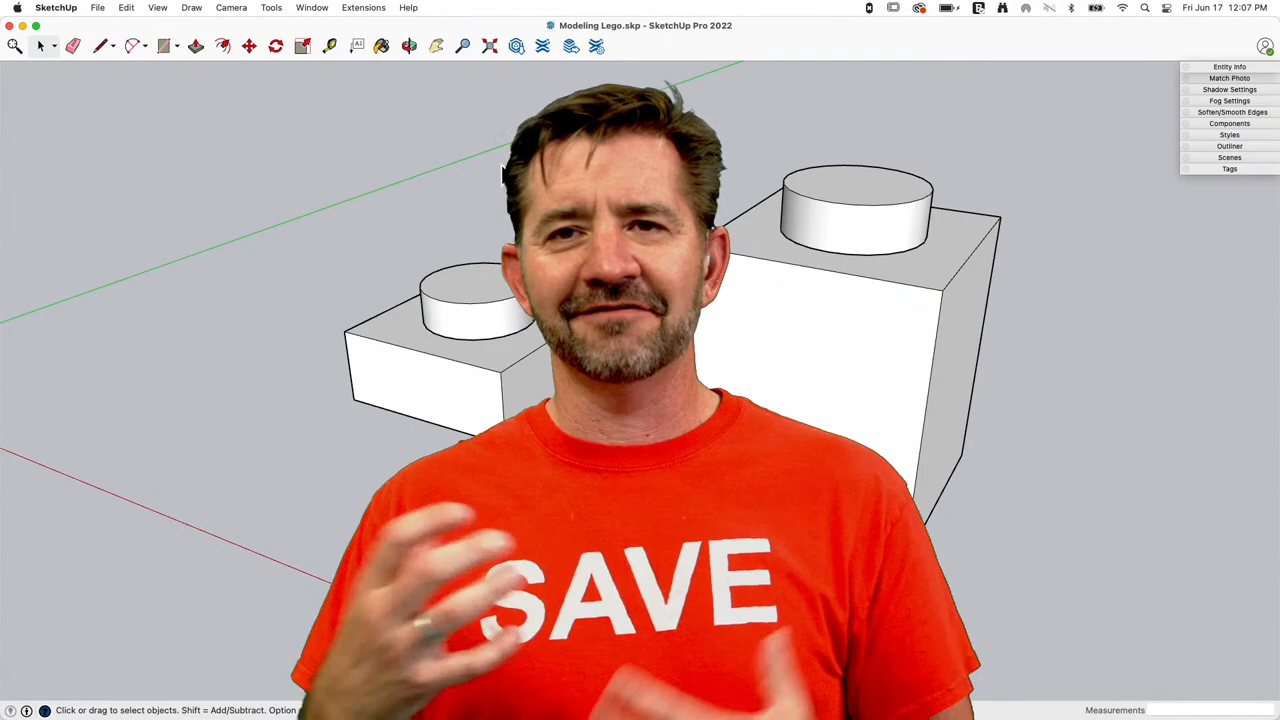 SketchUp File Edit View Draw Camera Tools Window Extensions Help Fri Jun 17 12:07 PM
Modeling Lego.skp - SketchUp Pro 2022
Entity Info
Match Photo
Shadow Settings
Fog Settings
Soften/Smooth Edges
Components
Styles
Outliner
Scenes
Tags
SAVE
Click or drag to select objects. Shift = Add/Subtract. Option Measurements